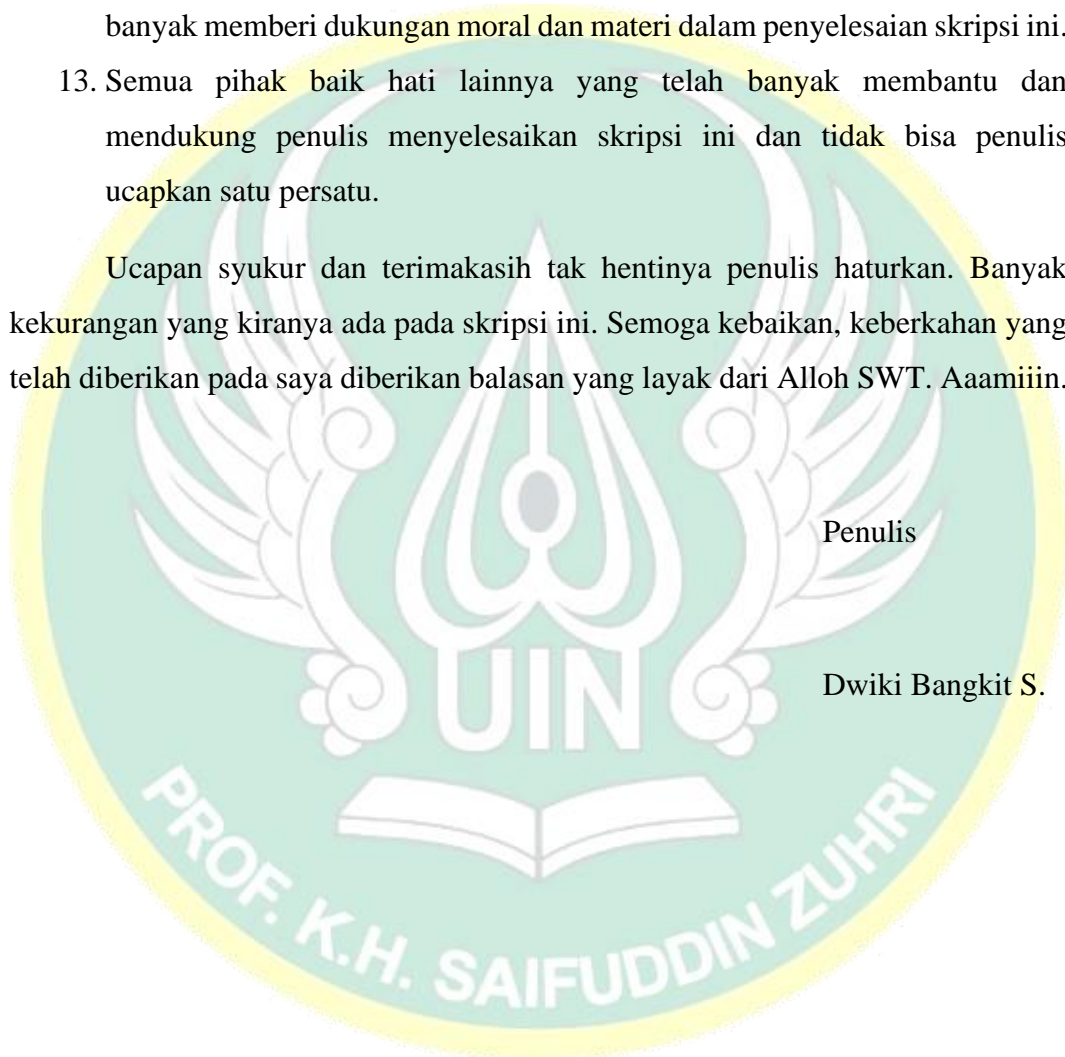 banyak memberi dukungan moral dan materi dalam penyelesaian skripsi ini.
13. Semua pihak baik hati lainnya yang telah banyak membantu dan
mendukung penulis menyelesaikan skripsi ini dan tidak bisa penulis
ucapkan satu persatu.
Ucapan syukur dan terimakasih tak hentinya penulis haturkan. Banyak
kekurangan yang kiranya ada pada skripsi ini. Semoga kebaikan, keberkahan yang
telah diberikan pada saya diberikan balasan yang layak dari Alloh SWT. Aaamiiin.
Penulis
Dwiki Bangkit S.
UIN
PROF. K.H. SAIFUDDIN ZUHRI